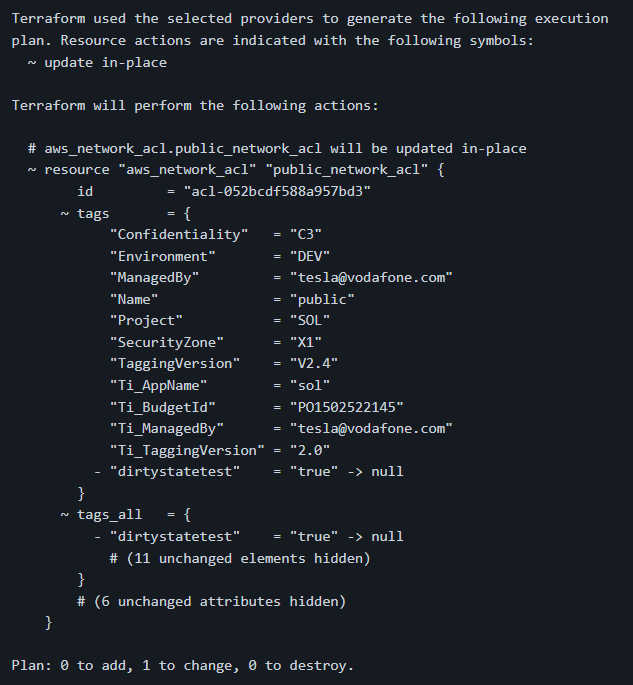 Terraform used the selected providers to generate the following execution
plan. Resource actions are indicated with the following symbols:
  ~ update in-place

Terraform will perform the following actions:

  # aws_network_acl.public_network_acl will be updated in-place
  ~ resource "aws_network_acl" "public_network_acl" {
        id         = "acl-052bcdf588a957bd3"
      ~ tags       = {
            "Confidentiality"   = "C3"
            "Environment"       = "DEV"
            "ManagedBy"         = "tesla@vodafone.com"
            "Name"              = "public"
            "Project"           = "SOL"
            "SecurityZone"      = "X1"
            "TaggingVersion"    = "V2.4"
            "Ti_AppName"        = "sol"
            "Ti_BudgetId"       = "PO1502522145"
            "Ti_ManagedBy"      = "tesla@vodafone.com"
            "Ti_TaggingVersion" = "2.0"
          - "dirtystatetest"    = "true" -> null
        }
      ~ tags_all   = {
          - "dirtystatetest"    = "true" -> null
            # (11 unchanged elements hidden)
        }
        # (6 unchanged attributes hidden)
    }

Plan: 0 to add, 1 to change, 0 to destroy.